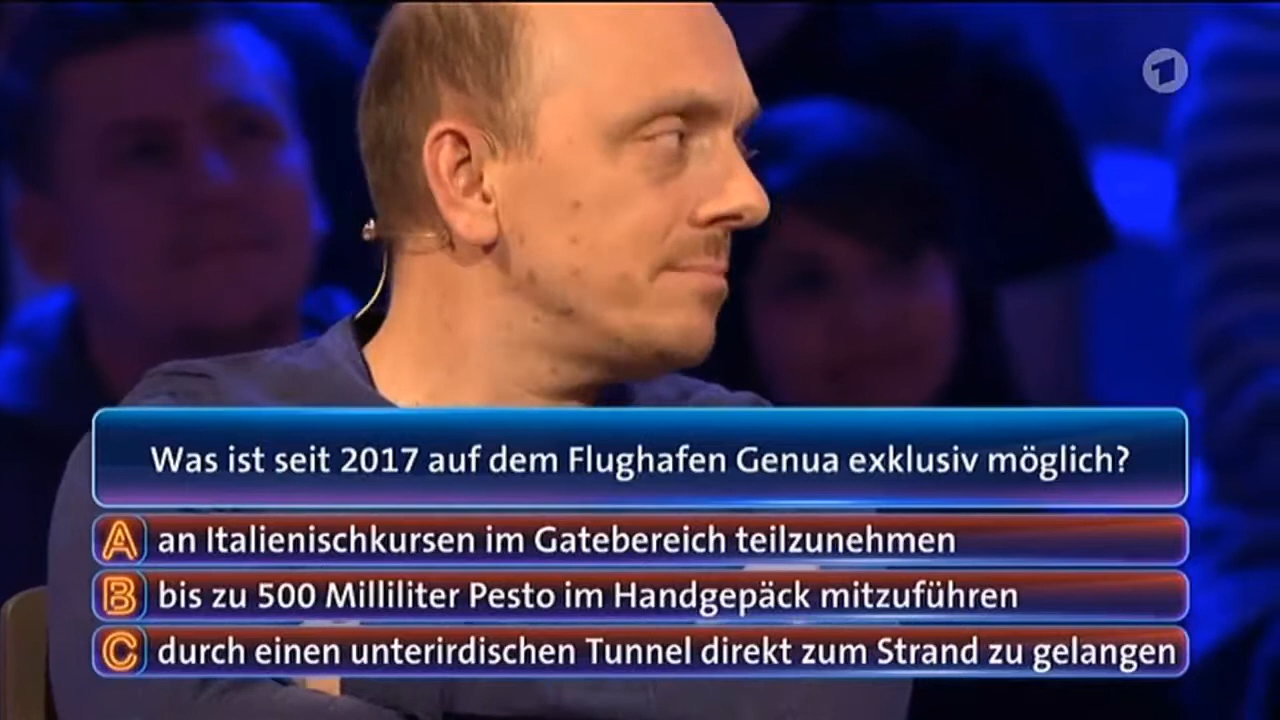 Was ist seit 2017 auf dem Flughafen Genua exklusiv möglich?
A an Italienischkursen im Gatebereich teilzunehmen
B bis zu 500 Milliliter Pesto im Handgepäck mitzuführen
C durch einen unterirdischen Tunnel direkt zum Strand zu gelangen